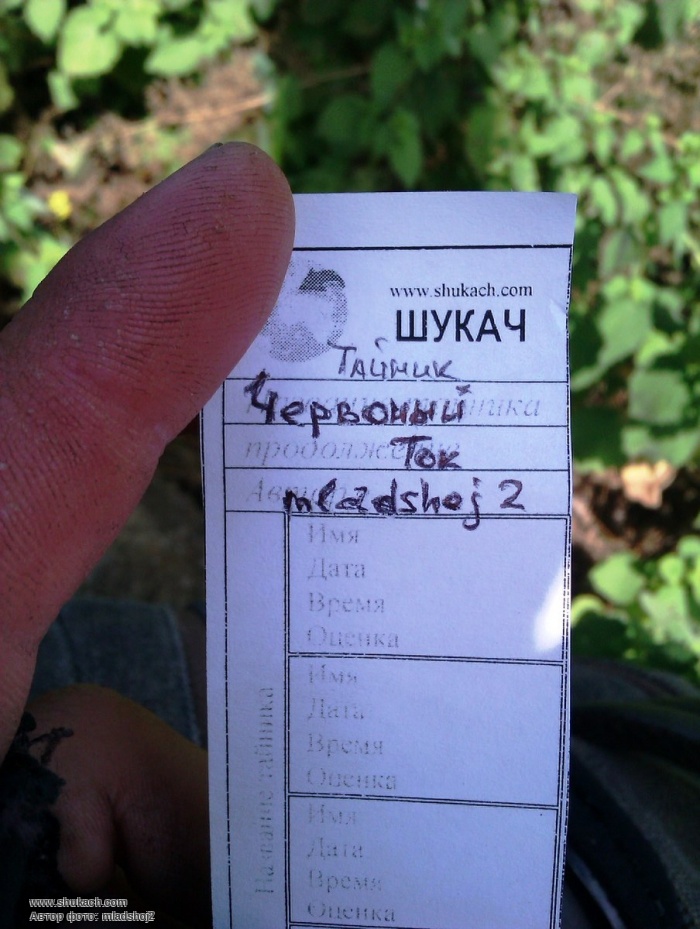 www.shukach.com
ШУКАЧ
Тайник
Червоный
продолжение Ток
Автор mladshoj 2
Имя
Дата
Время
Оценка
Имя
Дата
Время
Оценка
Имя
Дата
Время
Оценка
Название тайника
www.shukach.com
Автор фото: mladshoj2